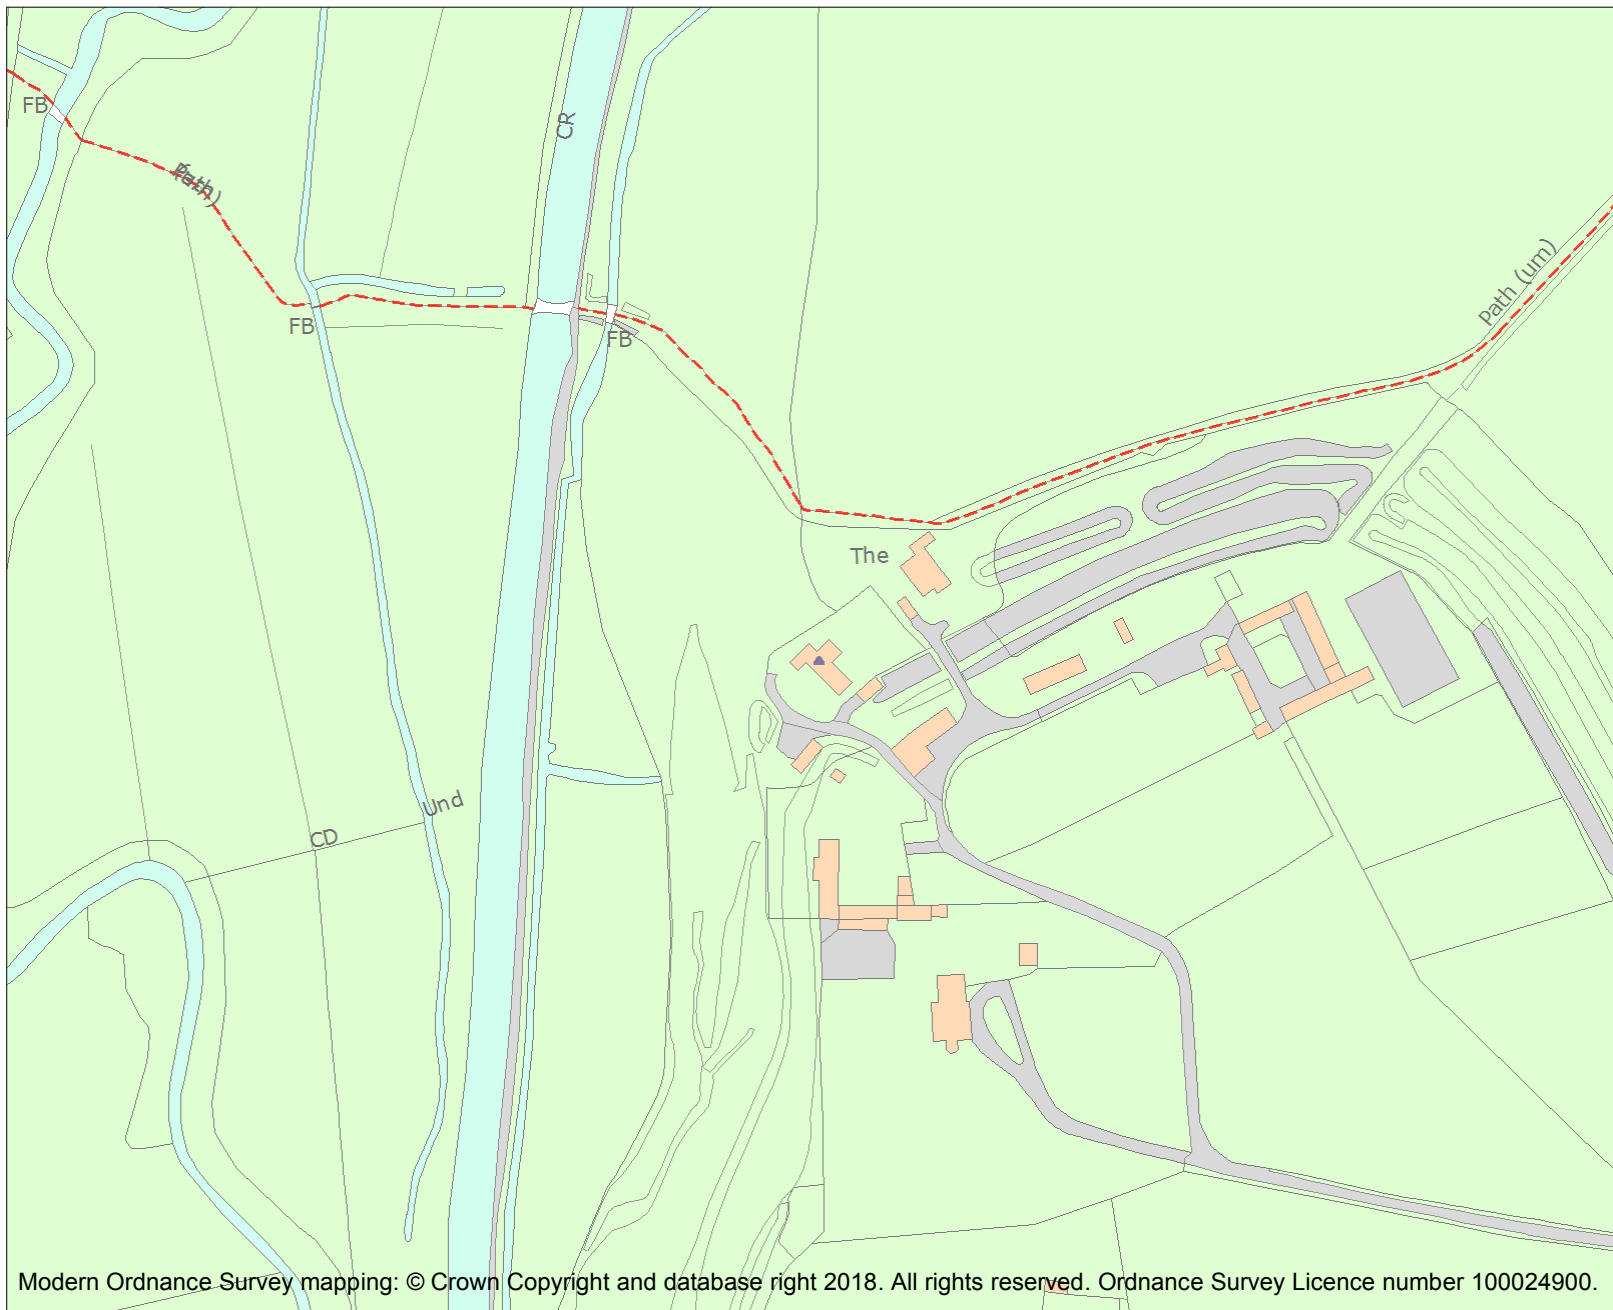 FB
CR
Path (um)
FB
FB
The
Und
CD
Modern Ordnance Survey mapping: © Crown Copyright and database right 2018. All rights reserved. Ordnance Survey Licence number 100024900.